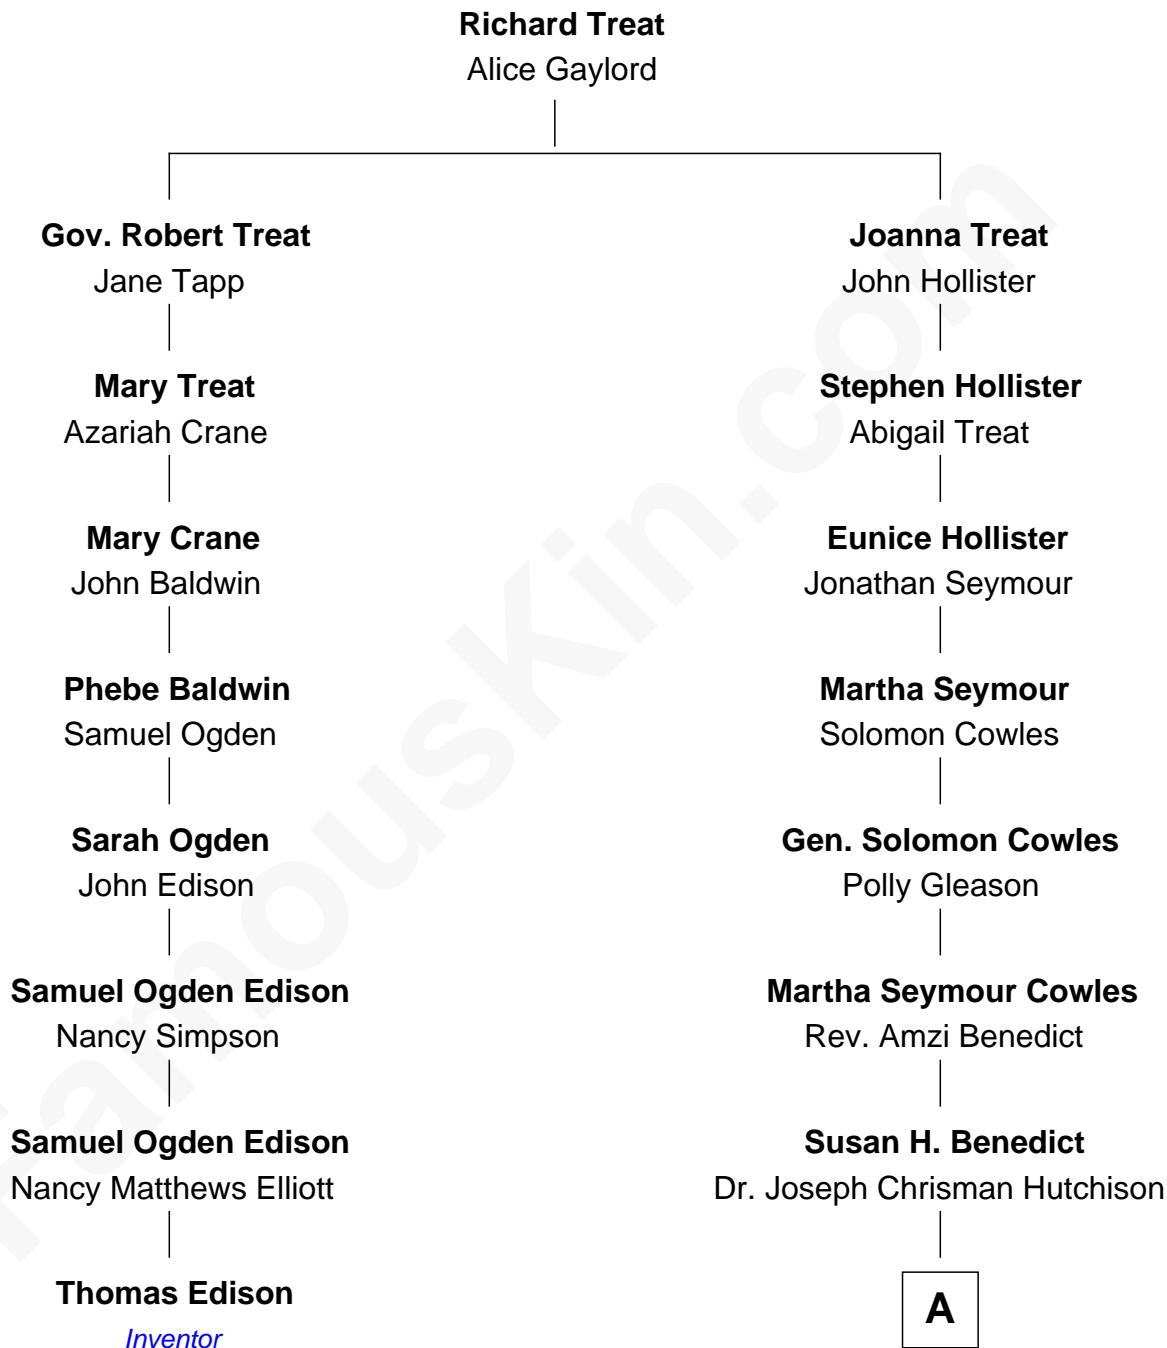 Richard Treat
Alice Gaylord
Gov. Robert Treat
Jane Tapp
Joanna Treat
John Hollister
Mary Treat
Azariah Crane
Stephen Hollister
Abigail Treat
Mary Crane
John Baldwin
Eunice Hollister
Jonathan Seymour
Phebe Baldwin
Samuel Ogden
Martha Seymour
Solomon Cowles
Sarah Ogden
John Edison
Gen. Solomon Cowles
Polly Gleason
Samuel Ogden Edison
Nancy Simpson
Martha Seymour Cowles
Rev. Amzi Benedict
Samuel Ogden Edison
Nancy Matthews Elliott
Susan H. Benedict
Dr. Joseph Chrisman Hutchison
Thomas Edison
Inventor
A
FamousKin.com